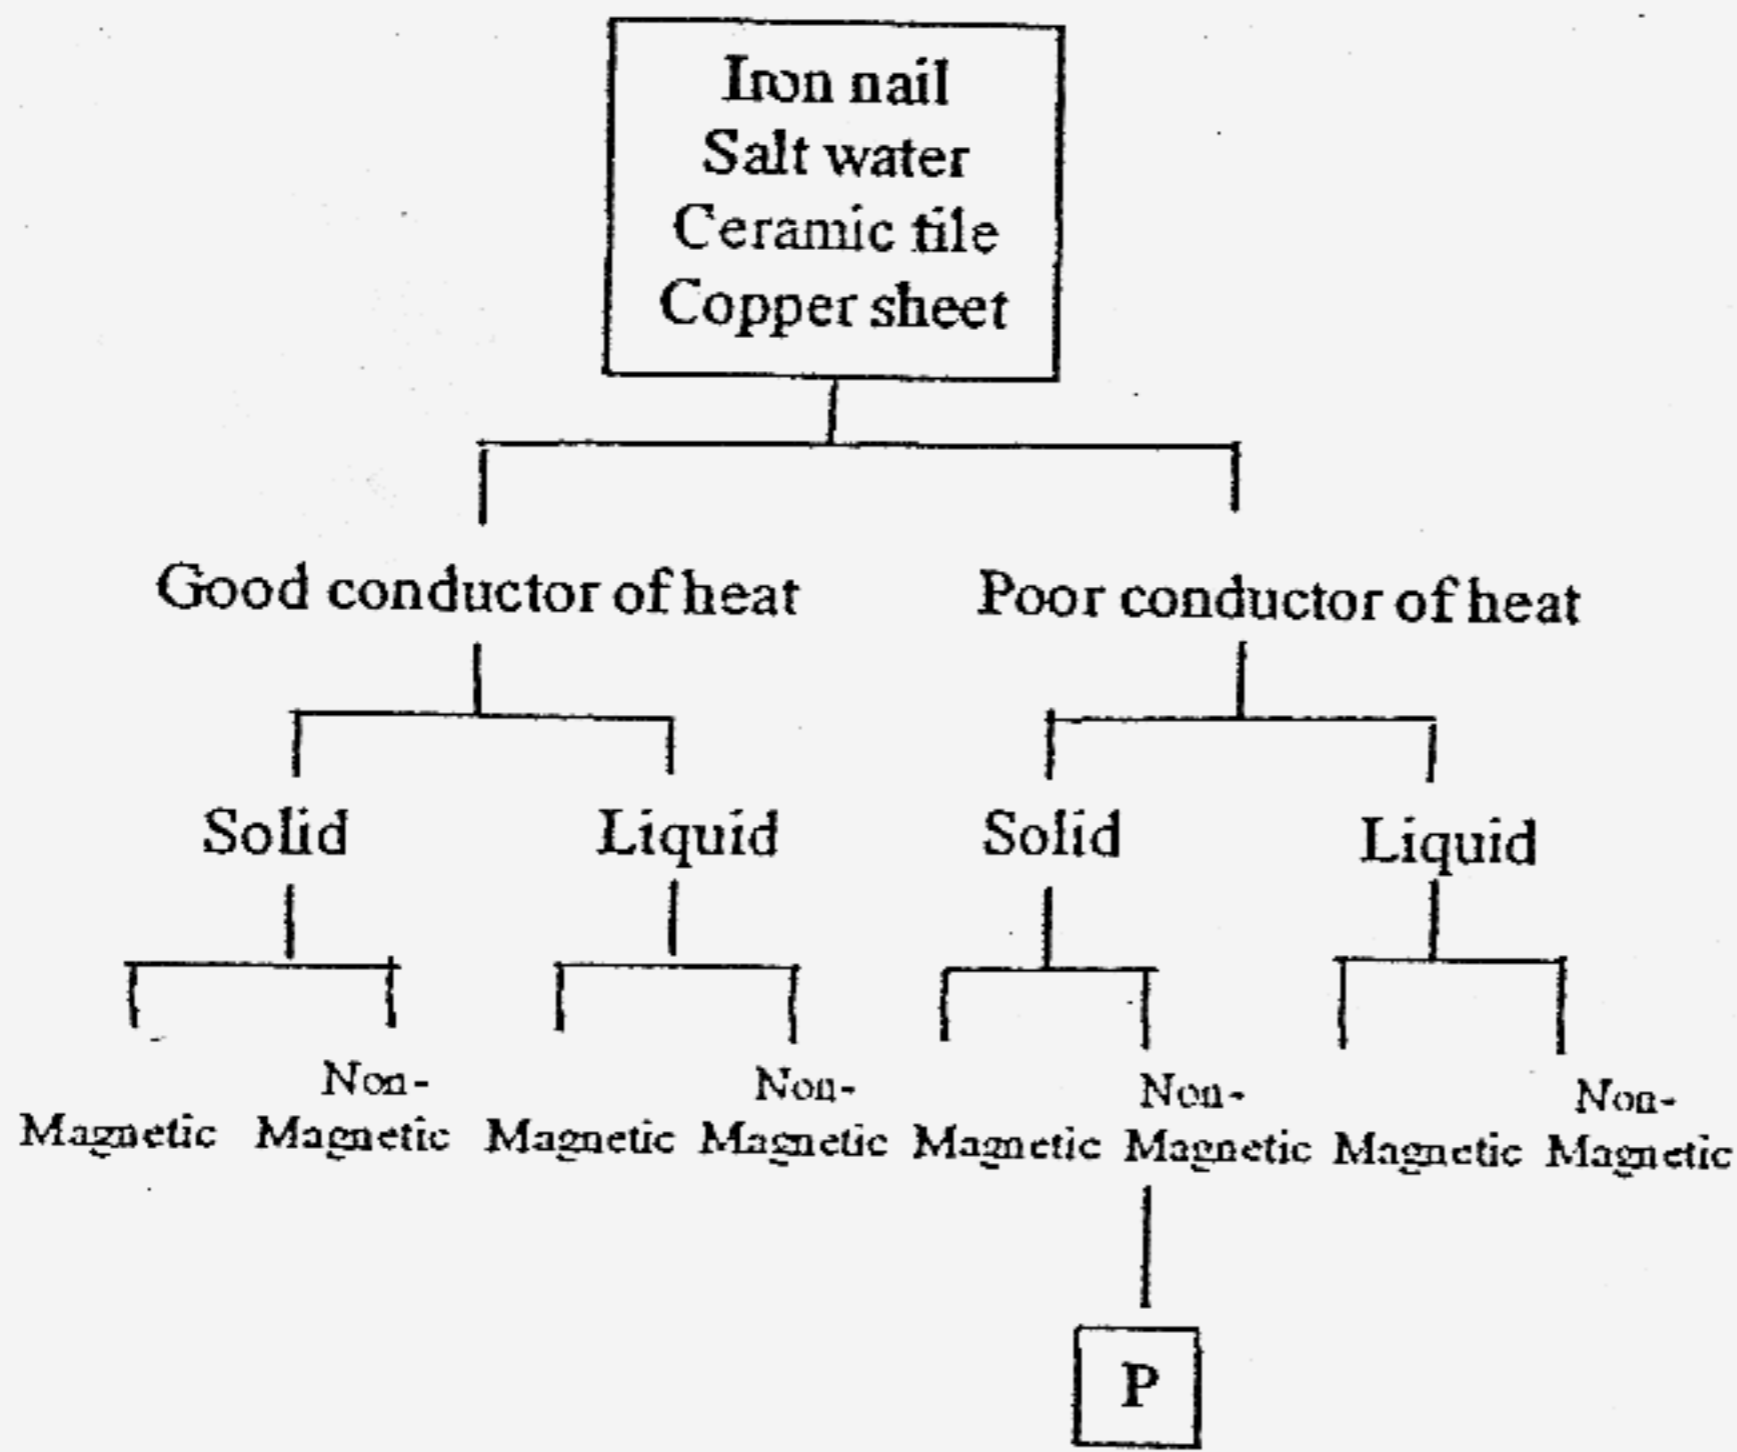 Iron nail
Salt water
Ceramic tile
Copper sheet
Good conductor of heat
Poor conductor of heat
Solid
Liquid
Solid
Liquid
Magnetic
Non-
Magnetic
Magnetic
Non-
Magnetic
Magnetic
Non-
Magnetic
Magnetic
Non-
Magnetic
P